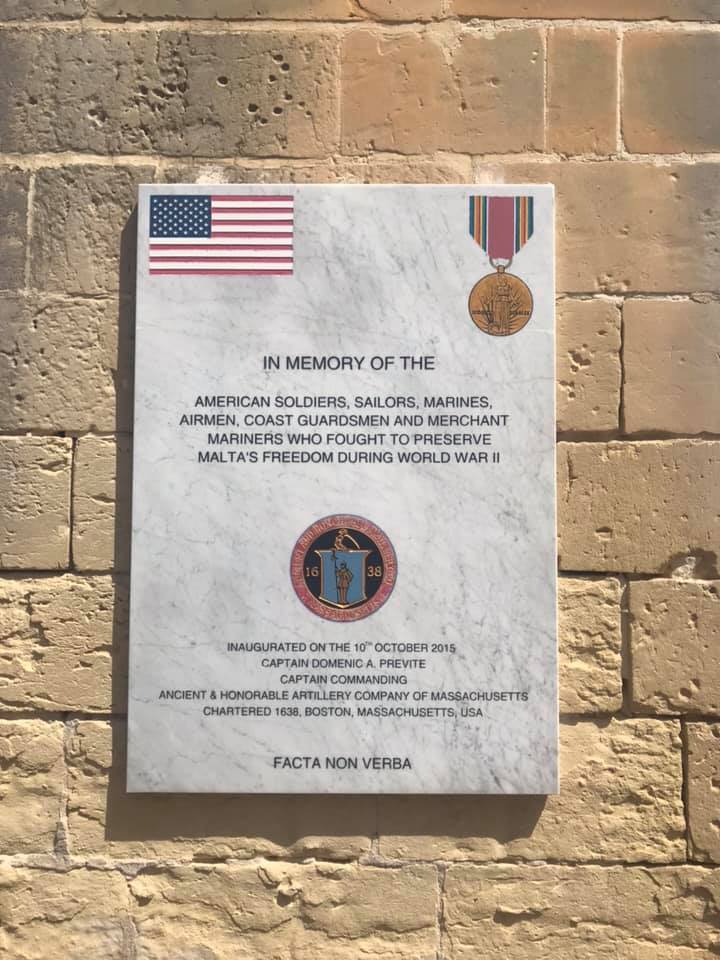 IN MEMORY OF THE
AMERICAN SOLDIERS, SAILORS, MARINES,
AIRMEN, COAST GUARDSMEN AND MERCHANT
MARINERS WHO FOUGHT TO PRESERVE
MALTA'S FREEDOM DURING WORLD WAR II
16 38
INAUGURATED ON THE 10TH OCTOBER 2015
CAPTAIN DOMENIC A. PREVITE
CAPTAIN COMMANDING
ANCIENT & HONORABLE ARTILLERY COMPANY OF MASSACHUSETTS
CHARTERED 1638, BOSTON, MASSACHUSETTS, USA
FACTA NON VERBA